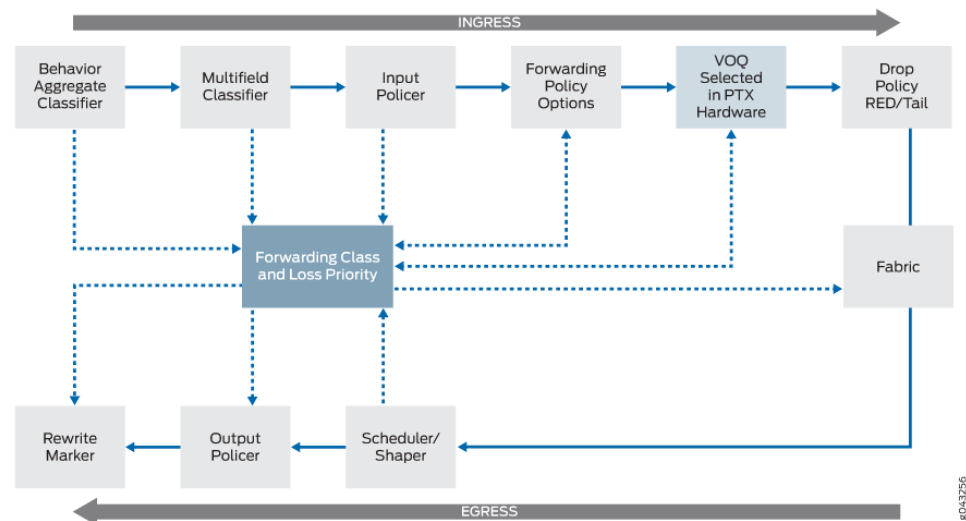 INGRESS
Behavior
Aggregate
Classifier
Multifield
Classifier
Input
Policer
Forwarding
Policy
Options
VOQ
Selected
in PTX
Hardware
Drop
Policy
RED/Tail
Forwarding Class
and Loss Priority
Fabric
Rewrite
Marker
Output
Policer
Scheduler/
Shaper
EGRESS
g043256